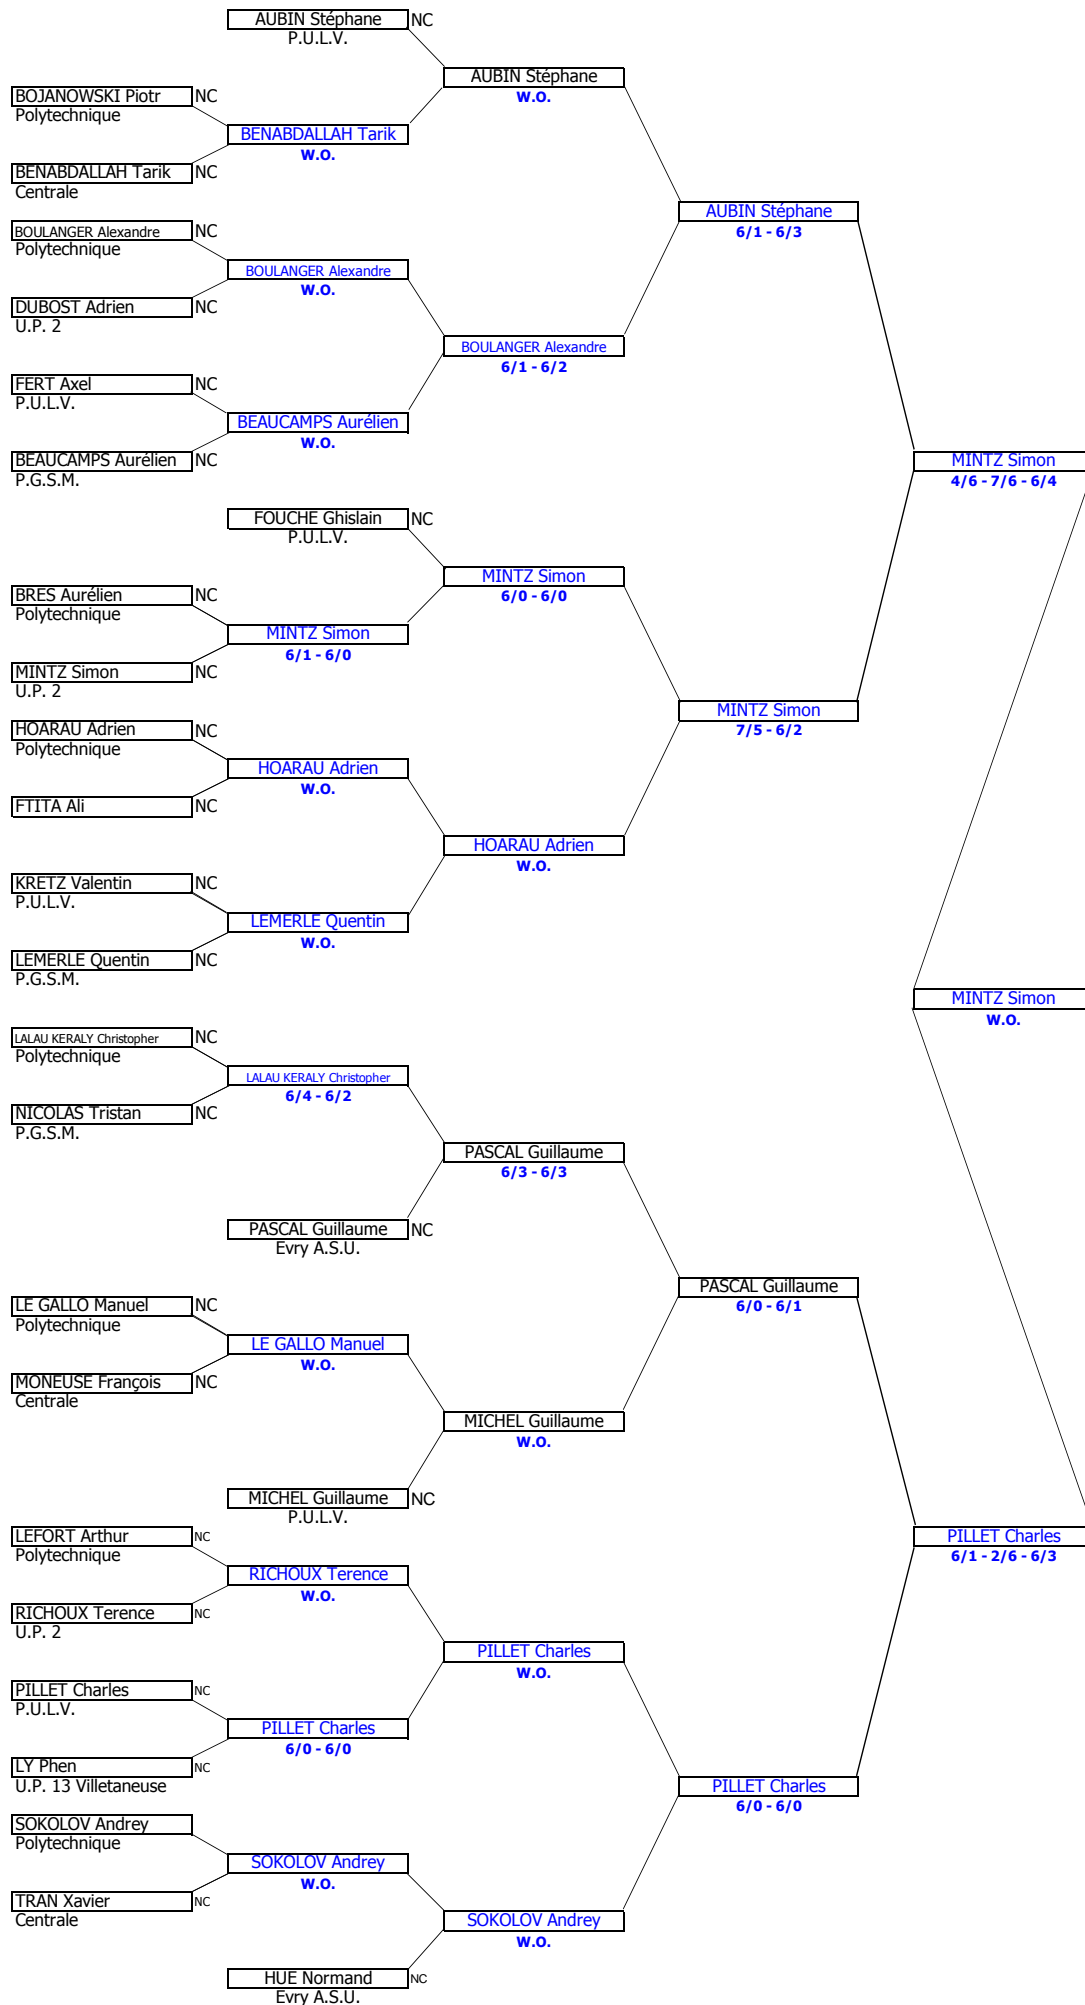 AUBIN Stéphane NC
P.U.L.V.
AUBIN Stéphane
W.O.
BOJANOWSKI Piotr NC
Polytechnique
BENABDALLAH Tarik
W.O.
BENABDALLAH Tarik NC
Centrale
AUBIN Stéphane
6/1 - 6/3
BOULANGER Alexandre NC
Polytechnique
BOULANGER Alexandre
W.O.
DUBOST Adrien NC
U.P. 2
BOULANGER Alexandre
6/1 - 6/2
FERT Axel NC
P.U.L.V.
BEAUCAMPS Aurélien
W.O.
BEAUCAMPS Aurélien NC
P.G.S.M.
MINTZ Simon
4/6 - 7/6 - 6/4
FOUCHE Ghislain NC
P.U.L.V.
MINTZ Simon
6/0 - 6/0
BRES Aurélien NC
Polytechnique
MINTZ Simon
6/1 - 6/0
MINTZ Simon NC
U.P. 2
MINTZ Simon
7/5 - 6/2
HOARAU Adrien NC
Polytechnique
HOARAU Adrien
W.O.
FTITA Ali NC
HOARAU Adrien
W.O.
KRETZ Valentin NC
P.U.L.V.
LEMERLE Quentin
W.O.
LEMERLE Quentin NC
P.G.S.M.
MINTZ Simon
W.O.
LALAU KERALY Christopher NC
Polytechnique
LALAU KERALY Christopher
6/4 - 6/2
NICOLAS Tristan NC
P.G.S.M.
PASCAL Guillaume
6/3 - 6/3
PASCAL Guillaume NC
Evry A.S.U.
PASCAL Guillaume
6/0 - 6/1
LE GALLO Manuel NC
Polytechnique
LE GALLO Manuel
W.O.
MONEUSE François NC
Centrale
MICHEL Guillaume
W.O.
MICHEL Guillaume NC
P.U.L.V.
PILLET Charles
6/1 - 2/6 - 6/3
LEFORT Arthur NC
Polytechnique
RICHOUX Terence
W.O.
RICHOUX Terence NC
U.P. 2
PILLET Charles
W.O.
PILLET Charles NC
P.U.L.V.
PILLET Charles
6/0 - 6/0
LY Phen NC
U.P. 13 Villetaneuse
PILLET Charles
6/0 - 6/0
SOKOLOV Andrey
Polytechnique
SOKOLOV Andrey
W.O.
TRAN Xavier NC
Centrale
SOKOLOV Andrey
W.O.
HUE Normand NC
Evry A.S.U.